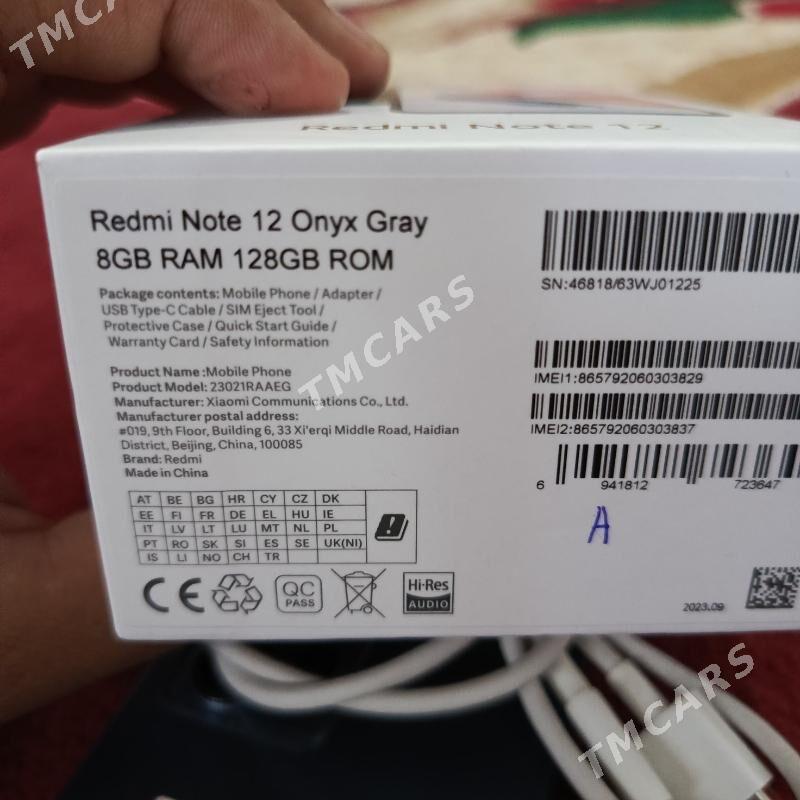 TMCARS
Redmi Note 12
Redmi Note 12 Onyx Gray
8GB RAM 128GB ROM
Package contents: Mobile Phone / Adapter /
USB Type-C Cable / SIM Eject Tool /
Protective Case / Quick Start Guide /
Warranty Card / Safety Information
Product Name :Mobile Phone
Product Model: 23021RAAEG
Manufacturer: Xiaomi Communications Co., Ltd.
Manufacturer postal address:
#019, 9th Floor, Building 6, 33 Xi'erqi Middle Road, Haidian
District, Beijing, China, 100085
Brand: Redmi
Made in China
AT BE BG HR CY CZ DK
EE FI FR DE EL HU IE
IT LV LT LU MT NL PL
PT RO SK SI ES SE UK(NI)
IS LI NO CH TR
CE
QC
PASS
Hi-Res
AUDIO
SN:46818/63WJ01225
IMEI1:865792060303829
IMEI2:865792060303837
6 941812 723647
A
2023.09
TMCARS
TMCARS